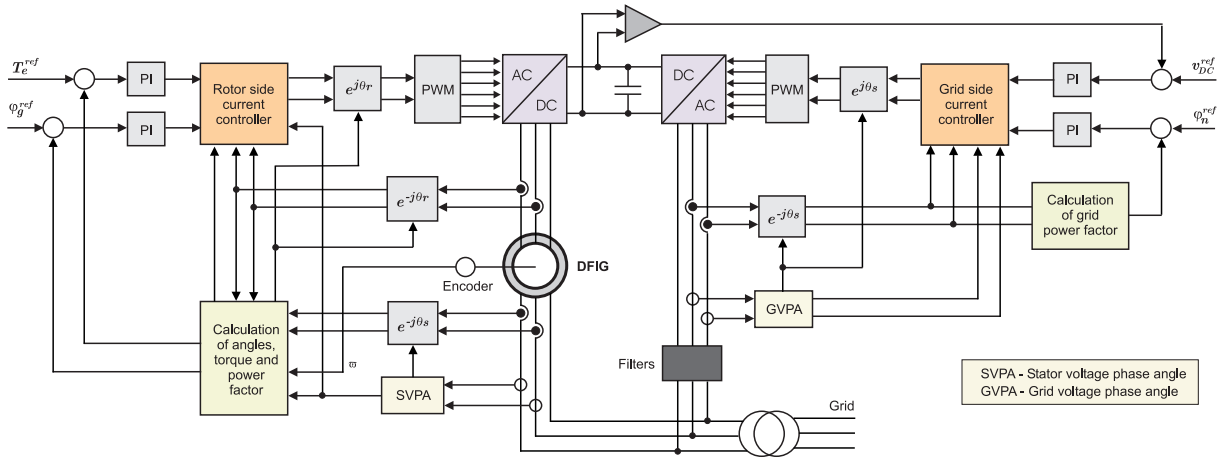 T_e^ref
PI
Rotor side
current
controller
e^jθr
PWM
AC
DC
DC
AC
PWM
e^jθs
Grid side
current
controller
PI
v_DC^ref
φ_g^ref
PI
PI
φ_n^ref
e^-jθr
e^-jθs
Calculation
of grid
power factor
DFIG
Encoder
GVPA
Calculation
of angles,
torque and
power
factor
e^-jθs
ϖ
SVPA
Filters
SVPA - Stator voltage phase angle
GVPA - Grid voltage phase angle
Grid